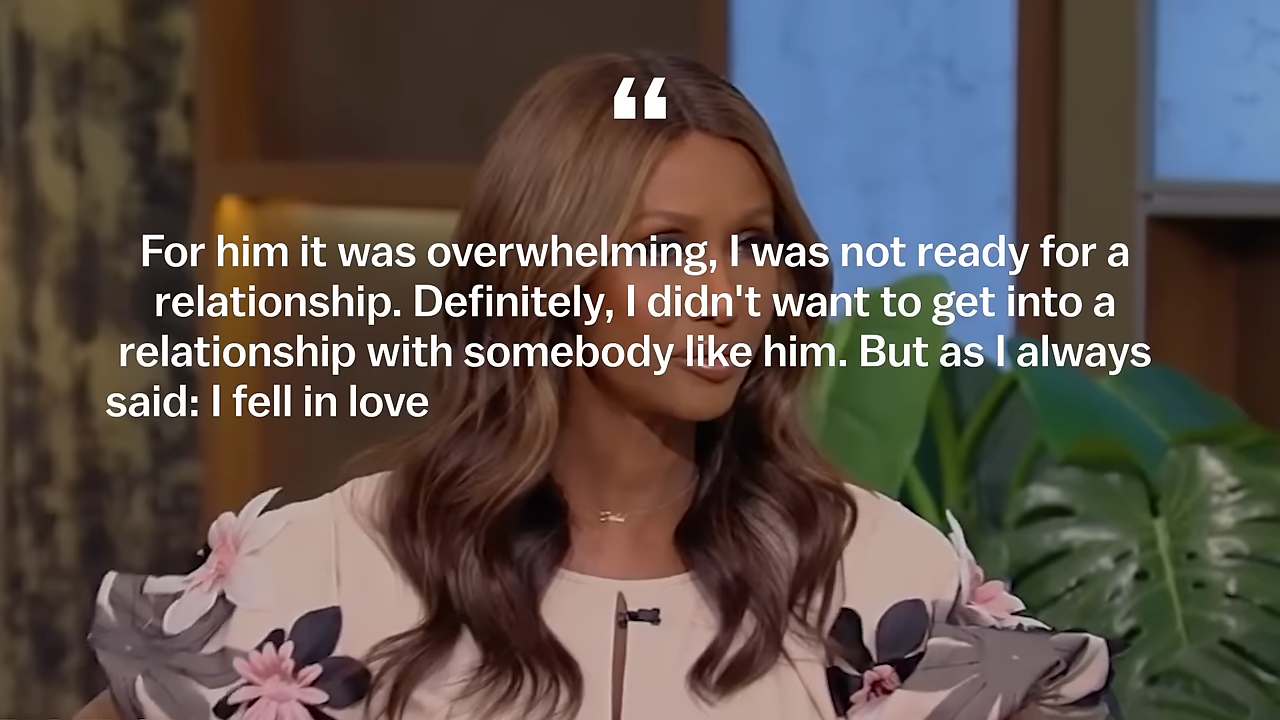 “
For him it was overwhelming, I was not ready for a
relationship. Definitely, I didn't want to get into a
relationship with somebody like him. But as I always
said: I fell in love